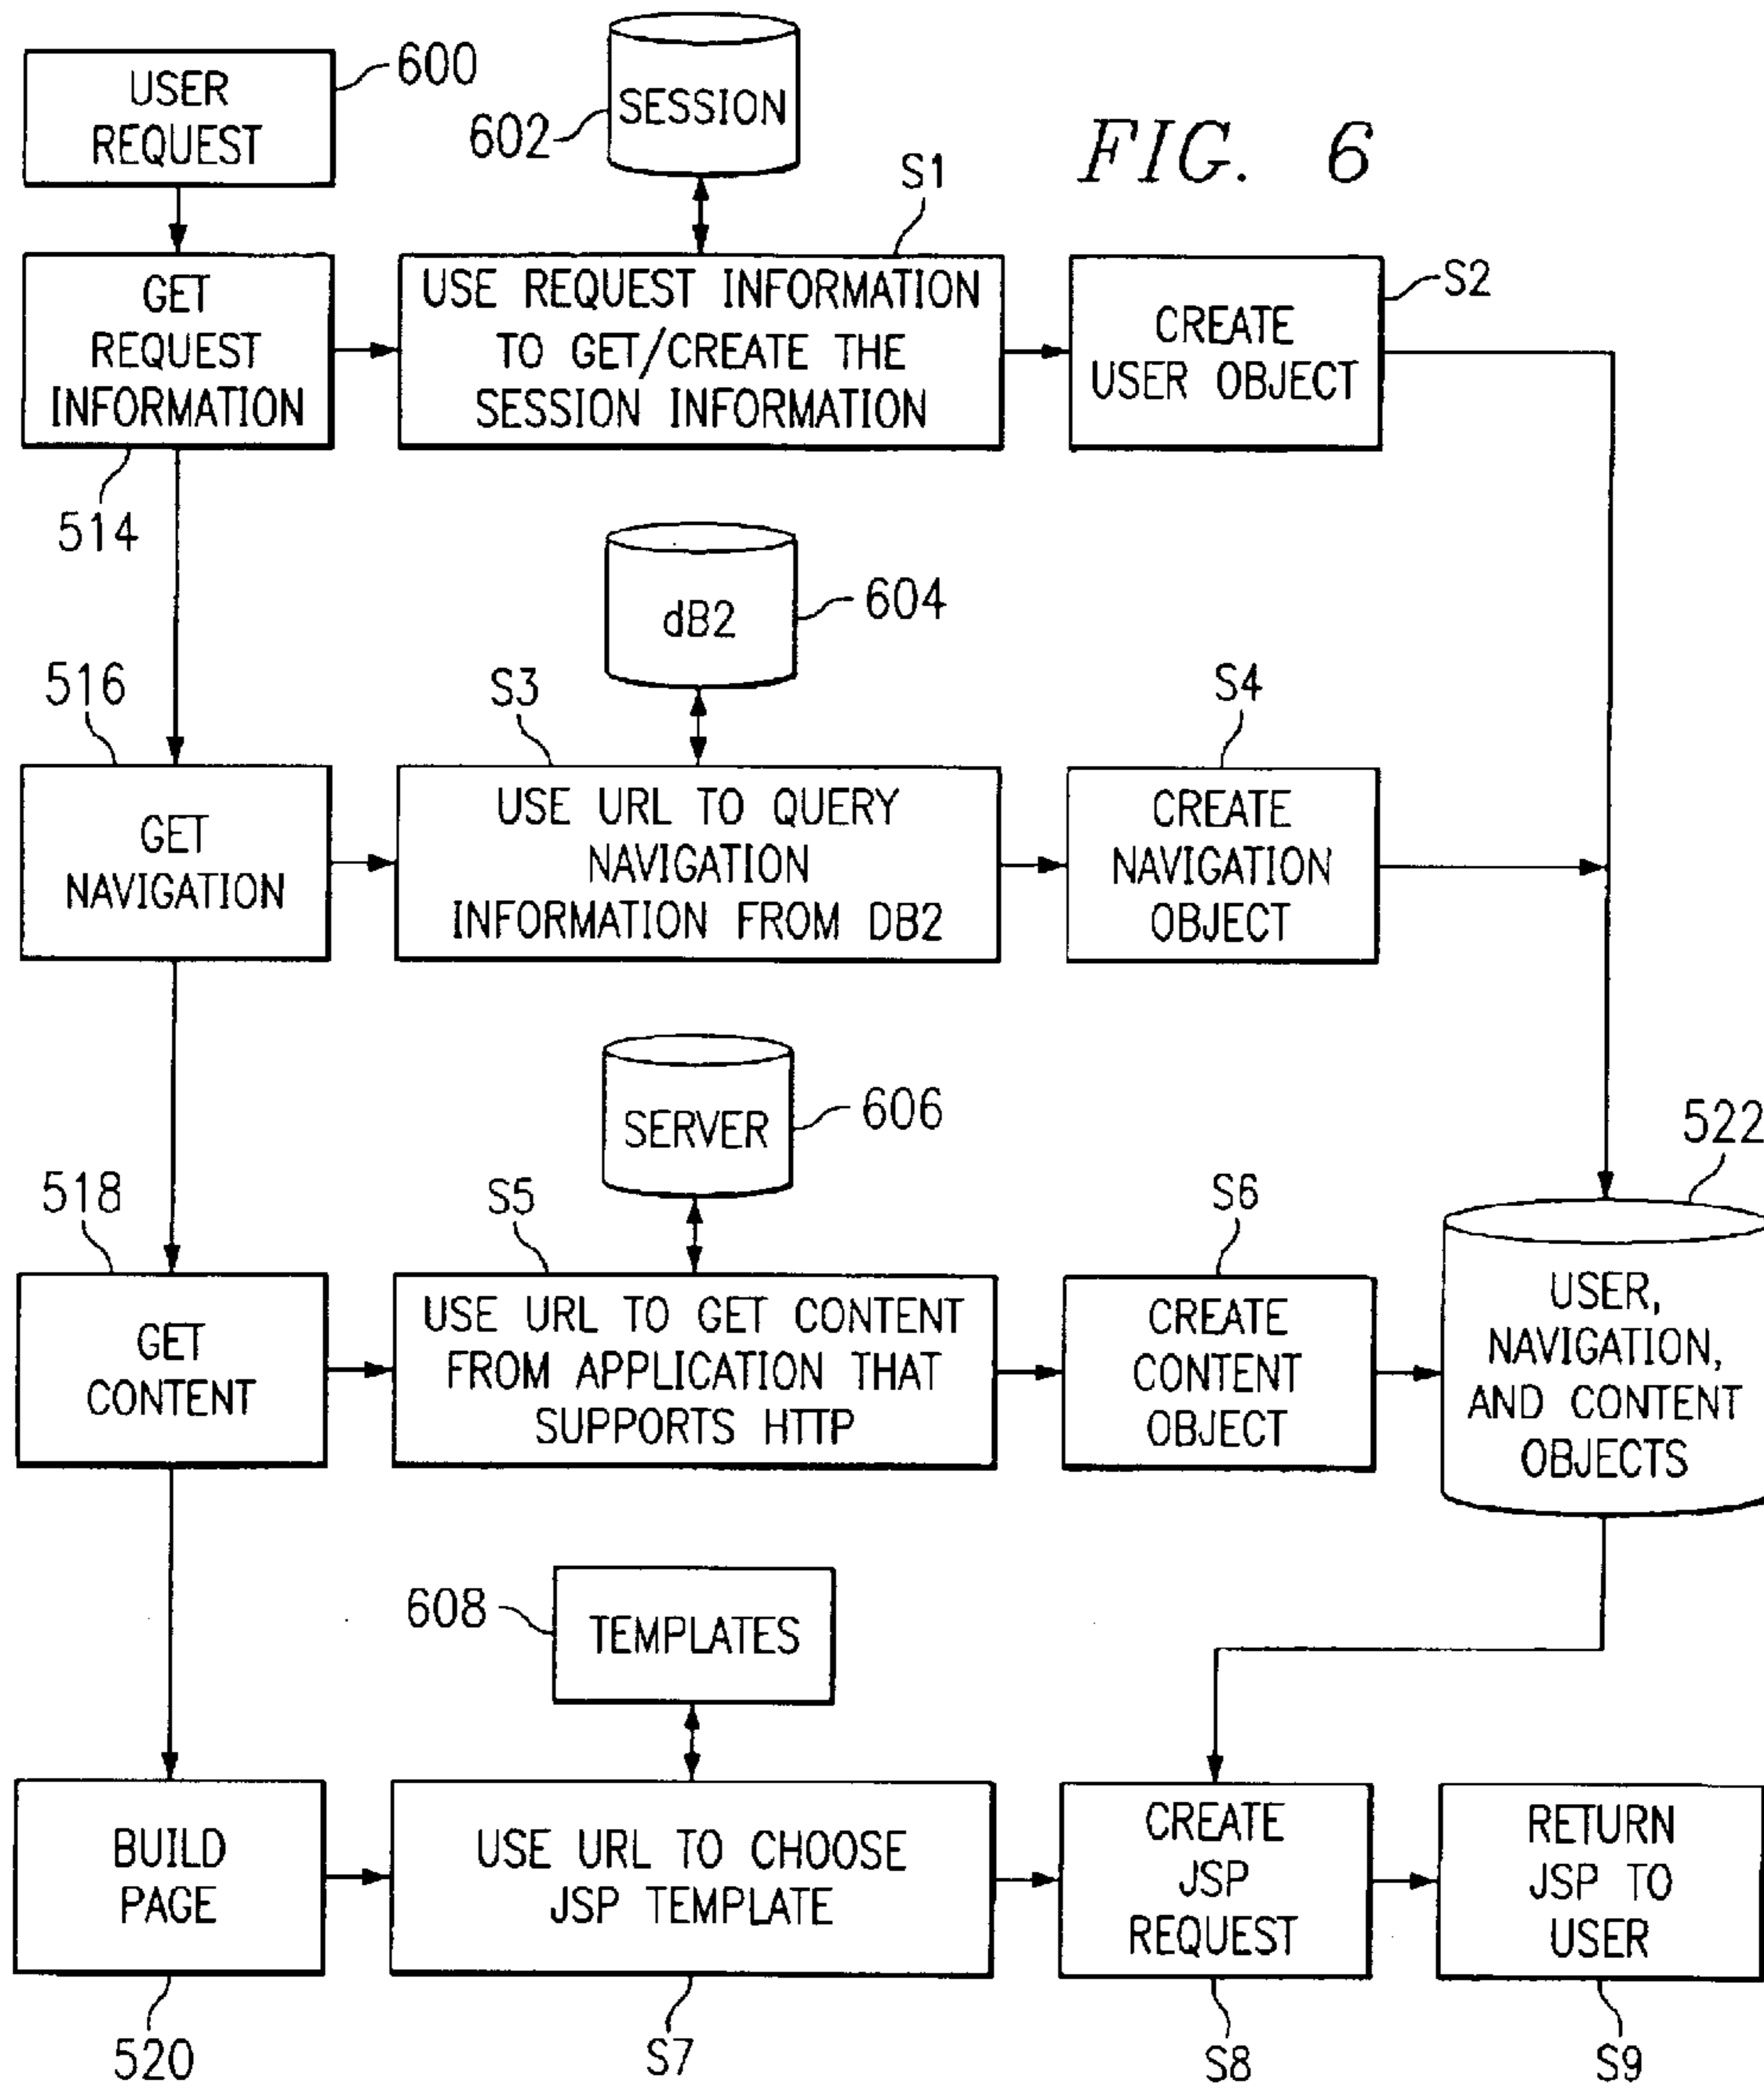 USER
REQUEST
600
SESSION
602
FIG. 6
S1
GET
REQUEST
INFORMATION
514
USE REQUEST INFORMATION
TO GET/CREATE THE
SESSION INFORMATION
CREATE
USER OBJECT
S2
dB2
604
516
S3
S4
GET
NAVIGATION
USE URL TO QUERY
NAVIGATION
INFORMATION FROM DB2
CREATE
NAVIGATION
OBJECT
SERVER
606
522
518
S5
S6
GET
CONTENT
USE URL TO GET CONTENT
FROM APPLICATION THAT
SUPPORTS HTTP
CREATE
CONTENT
OBJECT
USER,
NAVIGATION,
AND CONTENT
OBJECTS
608
TEMPLATES
BUILD
PAGE
USE URL TO CHOOSE
JSP TEMPLATE
CREATE
JSP
REQUEST
RETURN
JSP TO
USER
520
S7
S8
S9